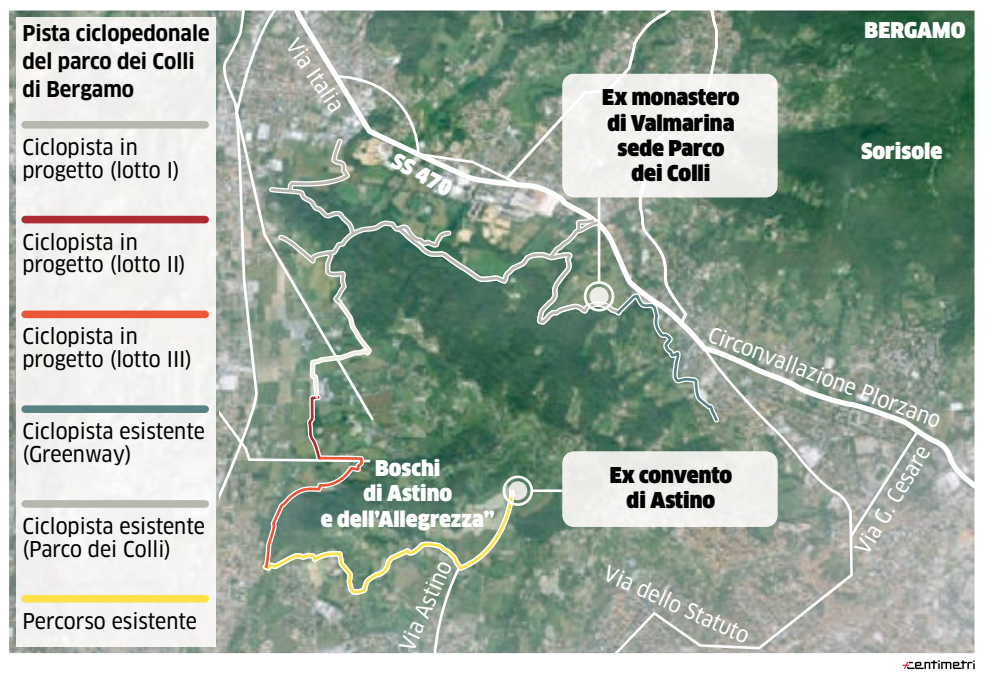 Pista ciclopedonale
del parco dei Colli
di Bergamo
Ciclopista in
progetto (lotto I)
Ciclopista in
progetto (lotto II)
Ciclopista in
progetto (lotto III)
Ciclopista esistente
(Greenway)
Ciclopista esistente
(Parco dei Colli)
Percorso esistente
BERGAMO
Sorisole
Via Italia
SS 470
Ex monastero
di Valmarina
sede Parco
dei Colli
Circonvallazione Plorzano
Boschi
di Astino
e dell'Allegrezza”
Ex convento
di Astino
Via G. Cesare
Via Astino
Via dello Statuto
centimetri